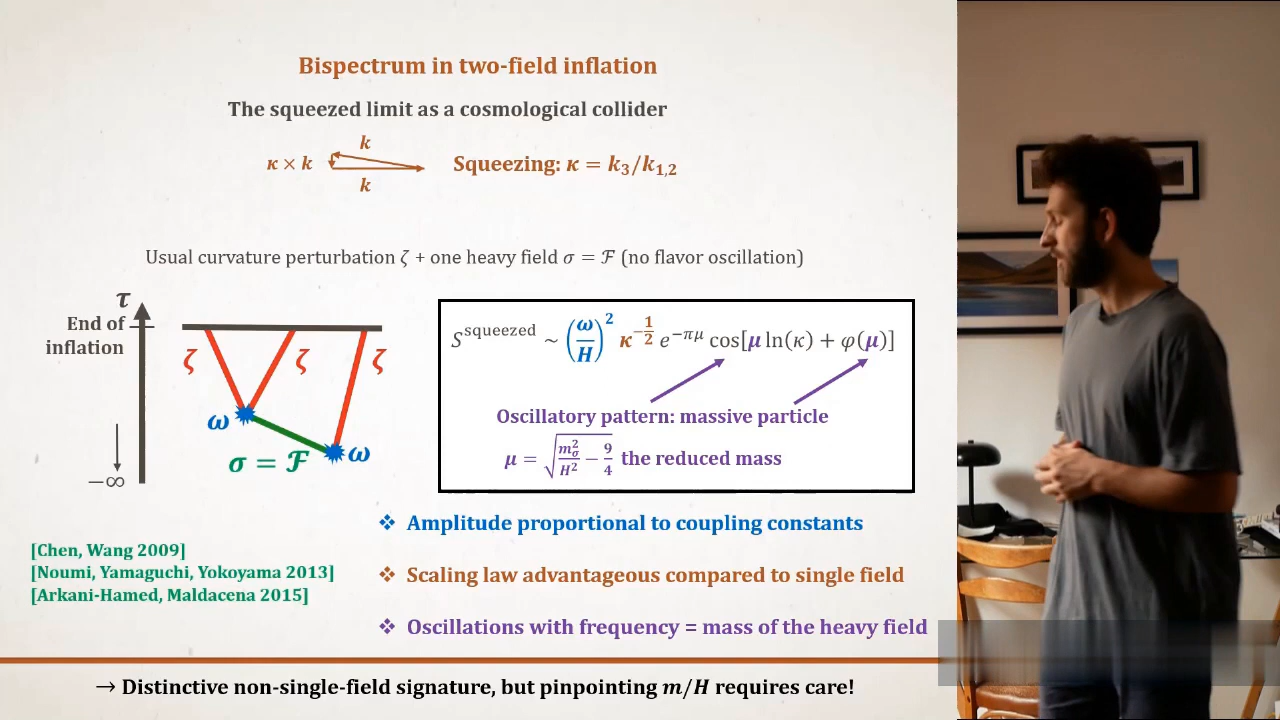 Bispectrum in two-field inflation
The squeezed limit as a cosmological collider
k
κ × k
k
Squeezing: κ = k₃/k₁,₂
Usual curvature perturbation ζ + one heavy field σ = ℱ (no flavor oscillation)
τ
End of
inflation
−∞
ζ ζ ζ
ω
ω
σ = ℱ
S^squeezed ~ (ω/H)² κ^(−1/2) e^(−πμ) cos[μ ln(κ) + φ(μ)]
Oscillatory pattern: massive particle
μ = √(m_σ²/H² − 9/4) the reduced mass
❖ Amplitude proportional to coupling constants
❖ Scaling law advantageous compared to single field
❖ Oscillations with frequency = mass of the heavy field
[Chen, Wang 2009]
[Noumi, Yamaguchi, Yokoyama 2013]
[Arkani-Hamed, Maldacena 2015]
→ Distinctive non-single-field signature, but pinpointing m/H requires care!